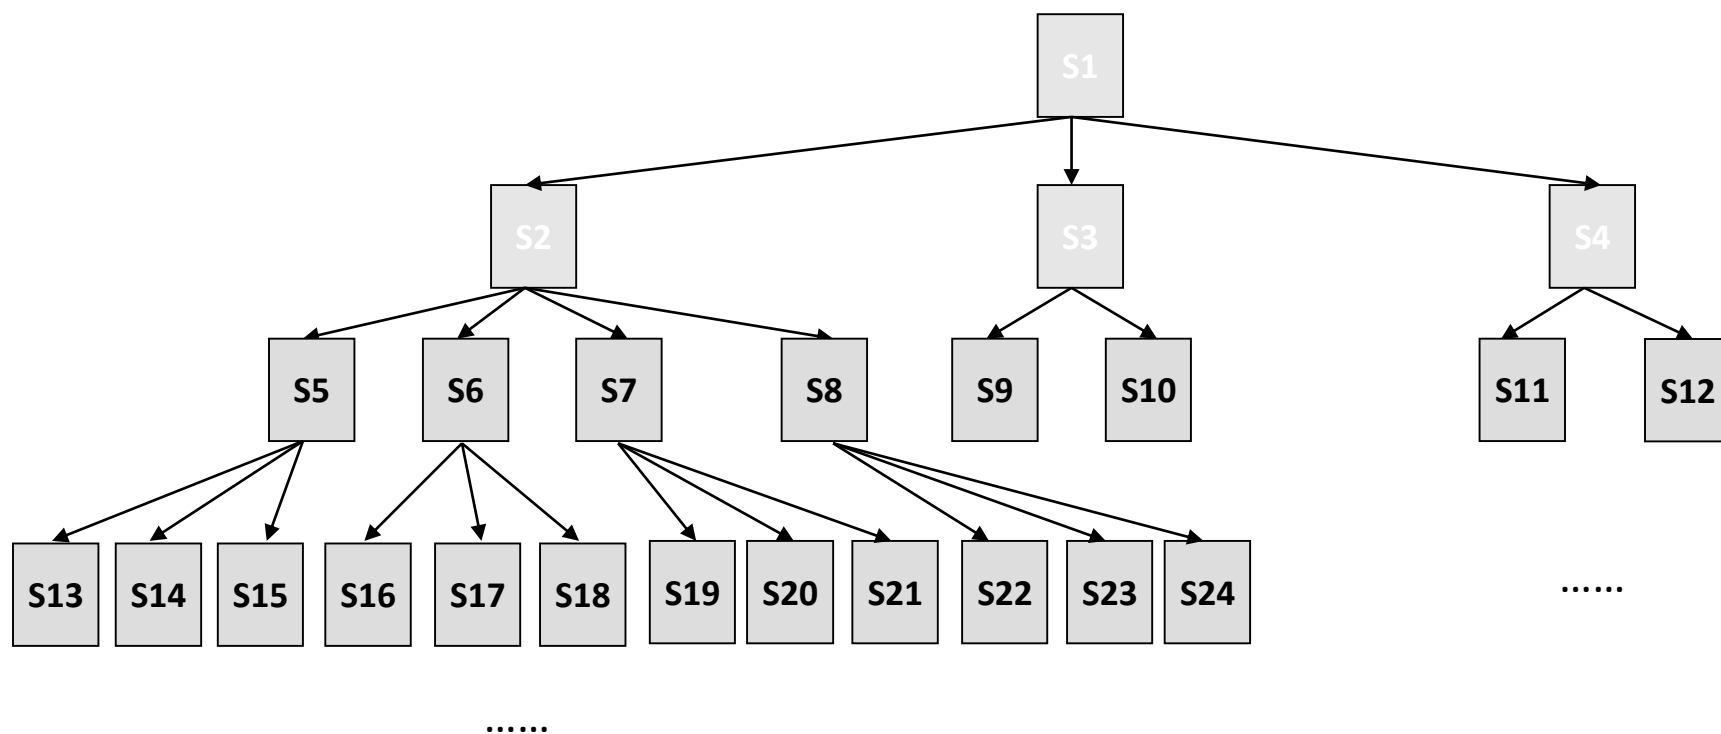 S1
S2 S3 S4
S5 S6 S7 S8 S9 S10 S11 S12
S13 S14 S15 S16 S17 S18 S19 S20 S21 S22 S23 S24 ......
......